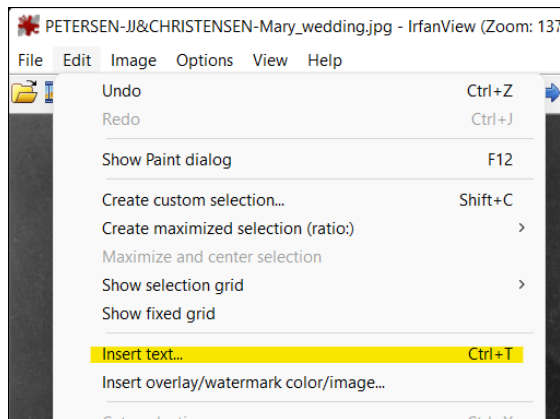 PETERSEN-JJ&CHRISTENSEN-Mary_wedding.jpg - IrfanView (Zoom: 137
File Edit Image Options View Help
Undo Ctrl+Z
Redo Ctrl+J
Show Paint dialog F12
Create custom selection... Shift+C
Create maximized selection (ratio:)
Maximize and center selection
Show selection grid
Show fixed grid
Insert text... Ctrl+T
Insert overlay/watermark color/image...